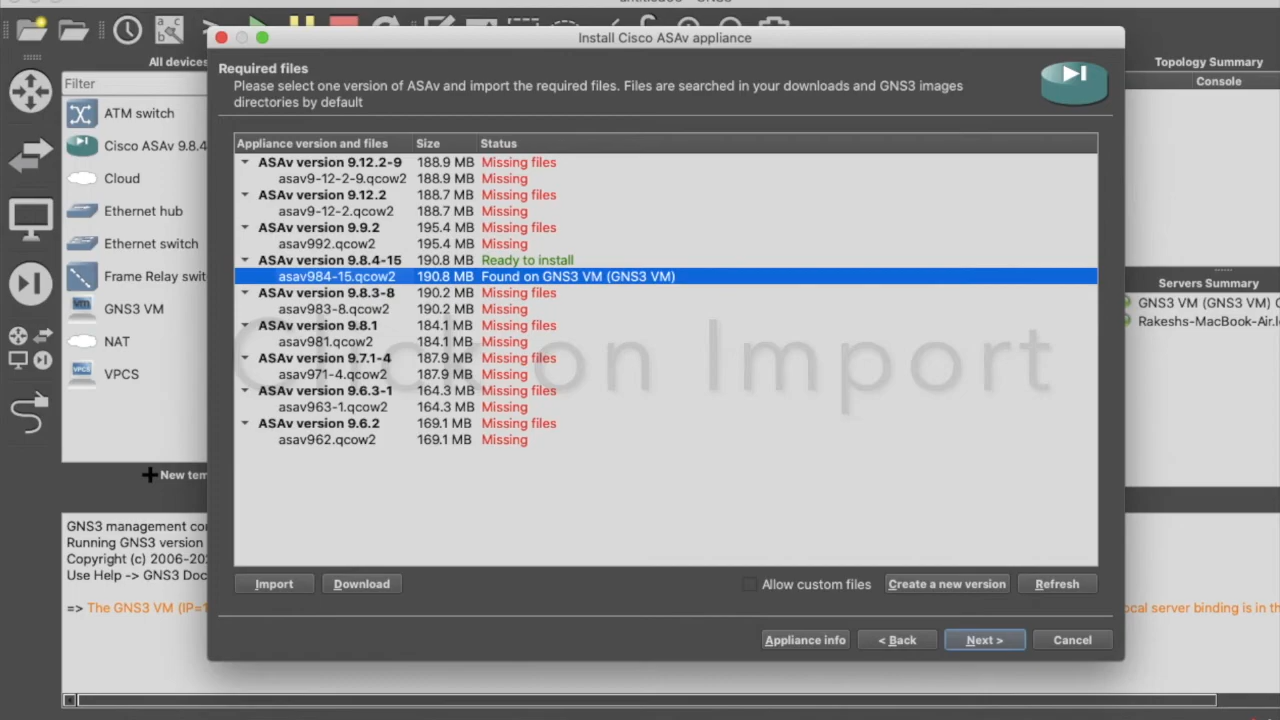 Install Cisco ASAv appliance
All devices
Filter
ATM switch
Cisco ASAv 9.8.4
Cloud
Ethernet hub
Ethernet switch
Frame Relay swit
GNS3 VM
NAT
VPCS
New tem
Required files
Please select one version of ASAv and import the required files. Files are searched in your downloads and GNS3 images
directories by default
Appliance version and files Size Status
ASAv version 9.12.2-9 188.9 MB Missing files
asav9-12-2-9.qcow2 188.9 MB Missing
ASAv version 9.12.2 188.7 MB Missing files
asav9-12-2.qcow2 188.7 MB Missing
ASAv version 9.9.2 195.4 MB Missing files
asav992.qcow2 195.4 MB Missing
ASAv version 9.8.4-15 190.8 MB Ready to install
asav984-15.qcow2 190.8 MB Found on GNS3 VM (GNS3 VM)
ASAv version 9.8.3-8 190.2 MB Missing files
asav983-8.qcow2 190.2 MB Missing
ASAv version 9.8.1 184.1 MB Missing files
asav981.qcow2 184.1 MB Missing
ASAv version 9.7.1-4 187.9 MB Missing files
asav971-4.qcow2 187.9 MB Missing
ASAv version 9.6.3-1 164.3 MB Missing files
asav963-1.qcow2 164.3 MB Missing
ASAv version 9.6.2 169.1 MB Missing files
asav962.qcow2 169.1 MB Missing
Click on Import
Import Download Allow custom files Create a new version Refresh
Appliance info < Back Next > Cancel
Topology Summary
Console
Servers Summary
GNS3 VM (GNS3 VM) C
Rakeshs-MacBook-Air.l
GNS3 management con
Running GNS3 version
Copyright (c) 2006-20
Use Help -> GNS3 Doc
=> The GNS3 VM (IP=1
ocal server binding is in th